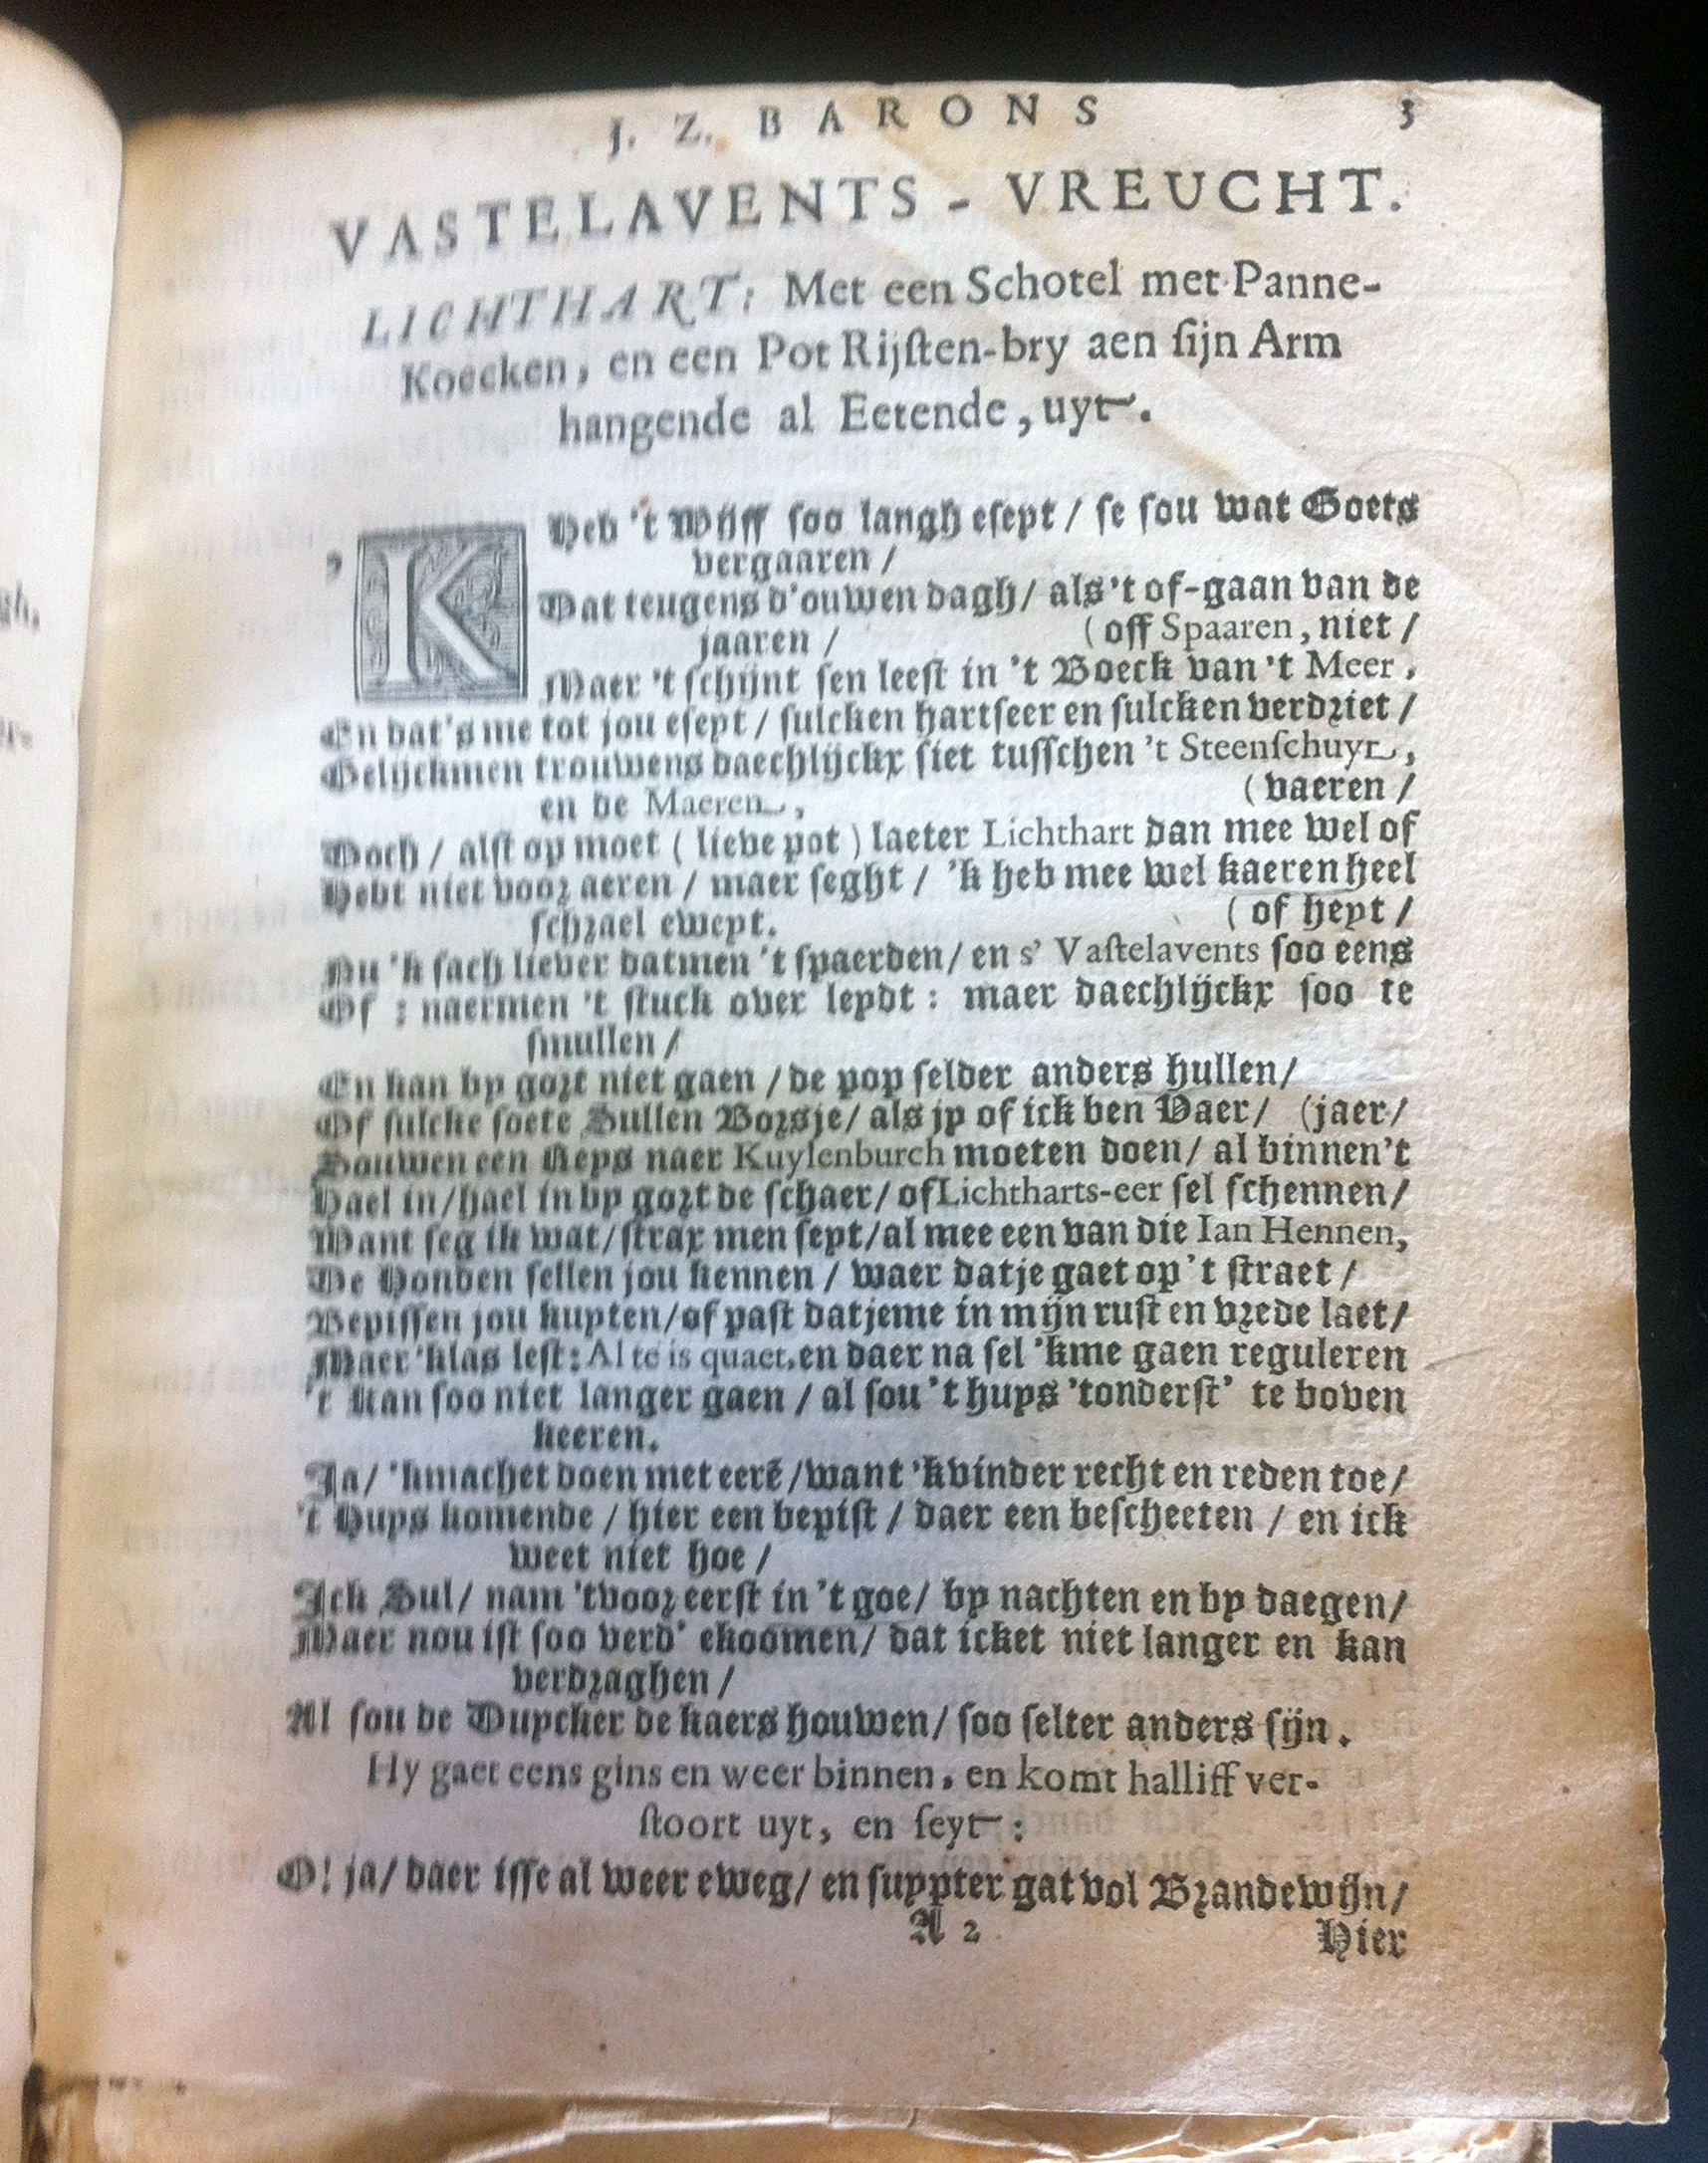 J. Z. BARONS 3
VASTELAVENTS-VREUCHT.
LICHTHART: Met een Schotel met Panne-
Koecken, en een Pot Rijſten-bry aen ſijn Arm
hangende al Eetende, uyt.
'K Heb 't Wijff ſoo langh eſeyt / ſe ſou wat Goets
vergaaren /
Dat teugens d'ouwen dagh / als 't of-gaan van de
jaaren / (off Spaaren, niet /
Maer 't ſchijnt ſen leeſt in 't Boeck van 't Meer,
En dat's me tot jou eſeyt / ſulcken hartſeer en ſulcken verdriet /
Gelijckmen trouwens daechlijckx ſiet tuſſchen 't Steenſchuyr,
en de Maeren, (vaeren /
Doch / alſt op moet (lieve pot) laeter Lichthart dan mee wel of
Hebt niet voor aeren / maer ſeght / 'k heb mee wel kaeren heel
ſchrael eweyt. (of heyt /
Nu 'k ſach liever datmen 't ſpaerden / en s' Vaſtelavents ſoo eens
Of : naermen 't ſtuck over leydt : maer daechlijckx ſoo te
ſmullen /
En kan by gort niet gaen / de pop ſelder anders hullen /
Of ſulcke ſoete Sullen Borsje / als jy of ick ben Vaer / (jaer /
Souwen een Reys naer Kuylenburch moeten doen / al binnen 't
Hael in / hael in by gort de ſchaer / of Lichtharts-eer ſel ſchennen /
Want ſeg ik wat / ſtrax men ſeyt / al mee een van die Ian Hennen,
De Honden ſellen jou kennen / waer datje gaet op 't ſtraet /
Bepiſſen jou kuyten / of paſt datjeme in mijn ruſt en vrede laet /
Maer 'klas leſt: Al te is quaet, en daer na ſel 'kme gaen reguleren
't Kan ſoo niet langer gaen / al ſou 't huys 'tonderſt' te boven
keeren.
Ja / 'kmachet doen met eerē / want 'kvinder recht en reden toe /
't Huys komende / hier een bepiſt / daer een beſcheeten / en ick
weet niet hoe /
Ick Sul / nam 'tvoor eerſt in 't goe / by nachten en by daegen /
Maer nou iſt ſoo verd' ekoomen / dat icket niet langer en kan
verdraghen /
Al ſou de Duycker de kaers houwen / ſoo ſelter anders ſijn.
Hy gaet eens gins en weer binnen, en komt halliff ver-
ſtoort uyt, en ſeyt:
O! ja / daer iſſe al weer eweg / en ſuypter gat vol Brandewijn /
A 2 Hier